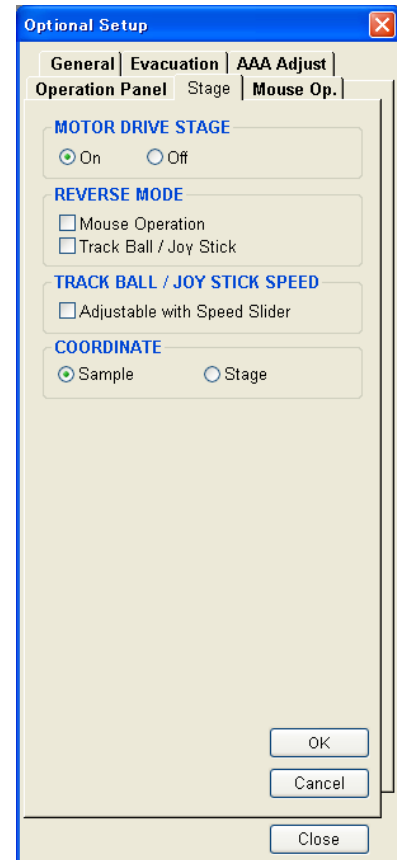 Optional Setup
General Evacuation AAA Adjust
Operation Panel Stage Mouse Op.
MOTOR DRIVE STAGE
On Off
REVERSE MODE
Mouse Operation
Track Ball / Joy Stick
TRACK BALL / JOY STICK SPEED
Adjustable with Speed Slider
COORDINATE
Sample Stage
OK
Cancel
Close